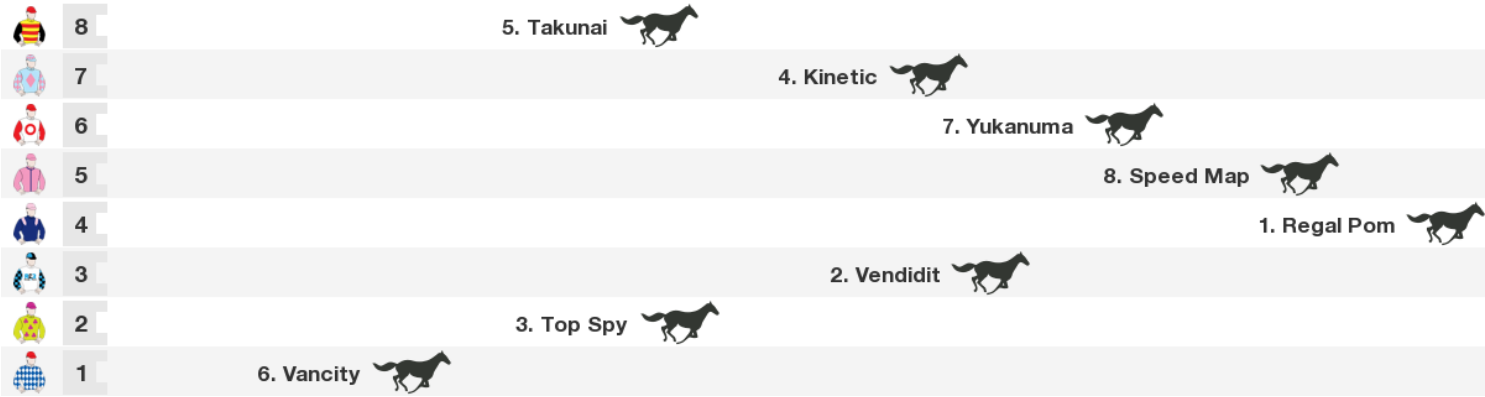 8 5. Takunai
7 4. Kinetic
6 7. Yukanuma
5 8. Speed Map
4 1. Regal Pom
3 2. Vendidit
2 3. Top Spy
1 6. Vancity